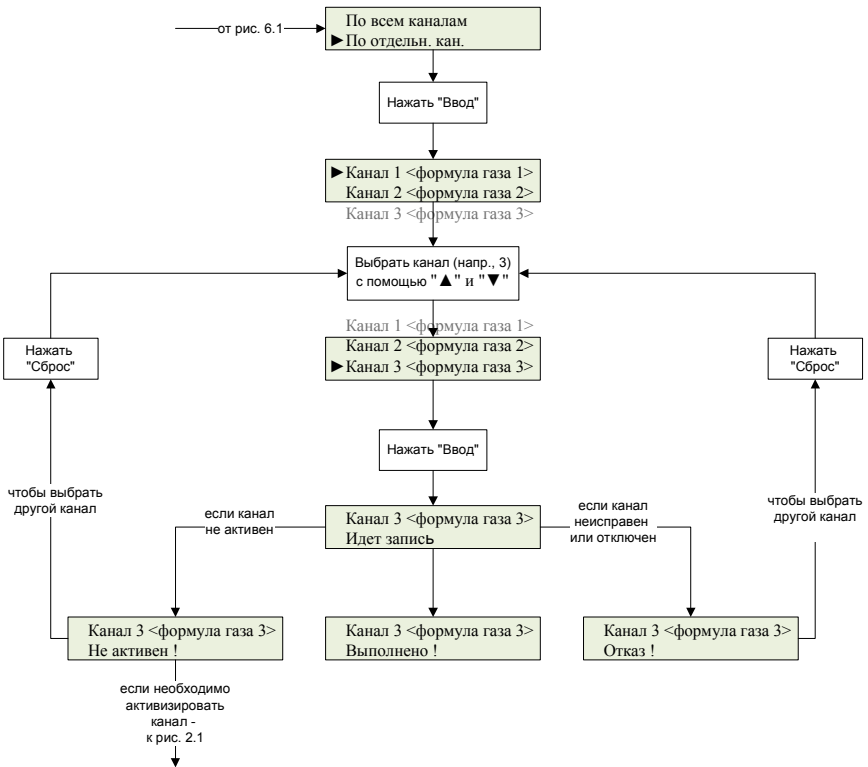 от рис. 6.1
По всем каналам
►По отдельн. кан.
Нажать "Ввод"
►Канал 1 <формула газа 1>
Канал 2 <формула газа 2>
Канал 3 <формула газа 3>
Выбрать канал (напр., 3)
с помощью "▲" и "▼"
Канал 1 <формула газа 1>
Канал 2 <формула газа 2>
►Канал 3 <формула газа 3>
Нажать
"Сброс"
Нажать
"Сброс"
Нажать "Ввод"
чтобы выбрать
другой канал
если канал
не активен
Канал 3 <формула газа 3>
Идет запись
если канал
неисправен
или отключен
чтобы выбрать
другой канал
Канал 3 <формула газа 3>
Не активен !
Канал 3 <формула газа 3>
Выполнено !
Канал 3 <формула газа 3>
Отказ !
если необходимо
активизировать
канал -
к рис. 2.1